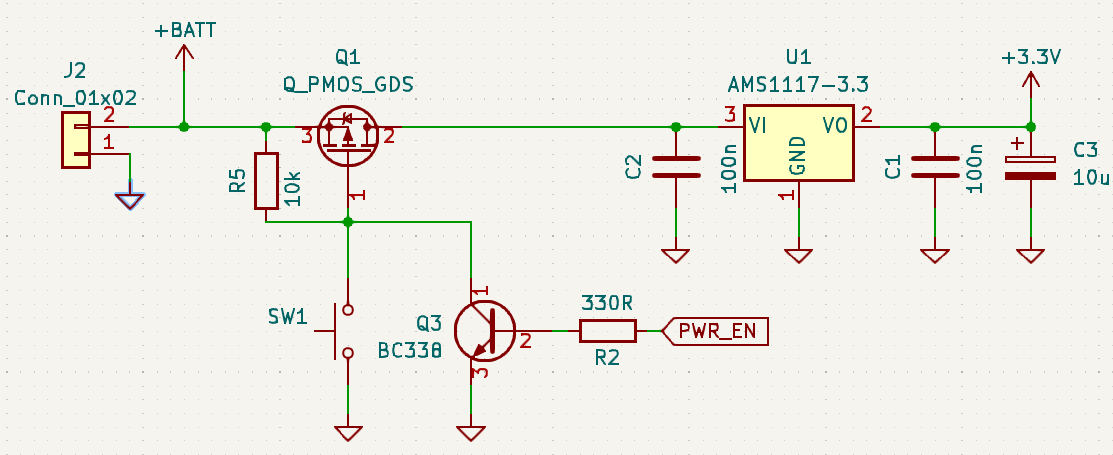 +BATT
J2
Conn_01x02
2
1
Q1
Q_PMOS_GDS
3
2
1
R5
10k
U1
AMS1117-3.3
3
VI
VO
2
GND
1
+3.3V
C2
100n
C1
100n
+
C3
10u
SW1
Q3
BC338
1
2
3
330R
R2
PWR_EN